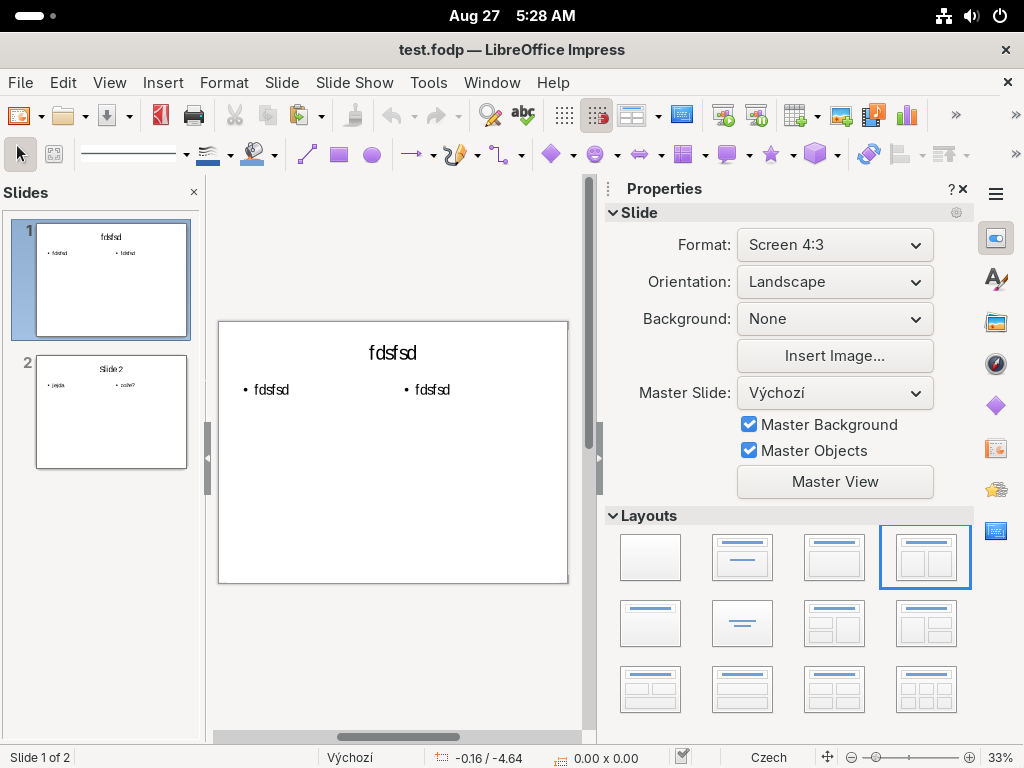 Aug 27 5:28 AM
test.fodp — LibreOffice Impress
File Edit View Insert Format Slide Slide Show Tools Window Help
abc
Slides
Properties
?
Slide
1
fdsfsd
• fdsfsd
• fdsfsd
Format: Screen 4:3
Orientation: Landscape
Background: None
Insert Image...
2
Slide 2
• jejda
fdsfsd
• fdsfsd
• fdsfsd
Master Slide: Výchozí
Master Background
Master Objects
Master View
Layouts
Slide 1 of 2
Výchozí
-0.16 / -4.64
0.00 x 0.00
Czech
33%